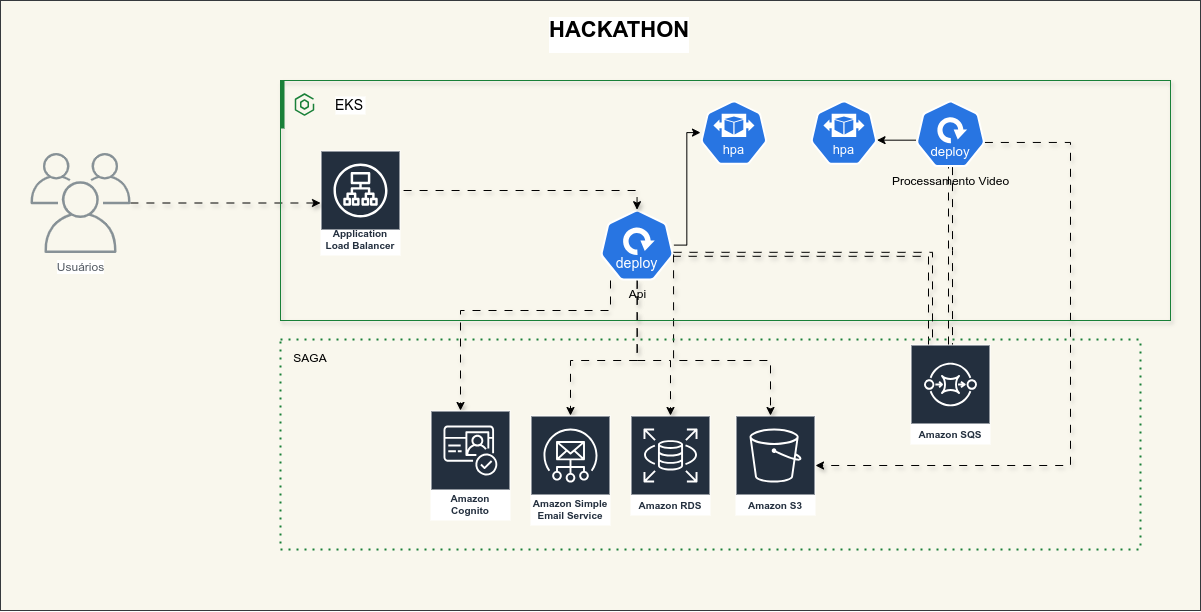 HACKATHON
EKS
hpa
hpa
deploy
Processamento Video
Application
Load Balancer
Usuários
deploy
Api
SAGA
Amazon SQS
Amazon
Cognito
Amazon Simple
Email Service
Amazon RDS
Amazon S3